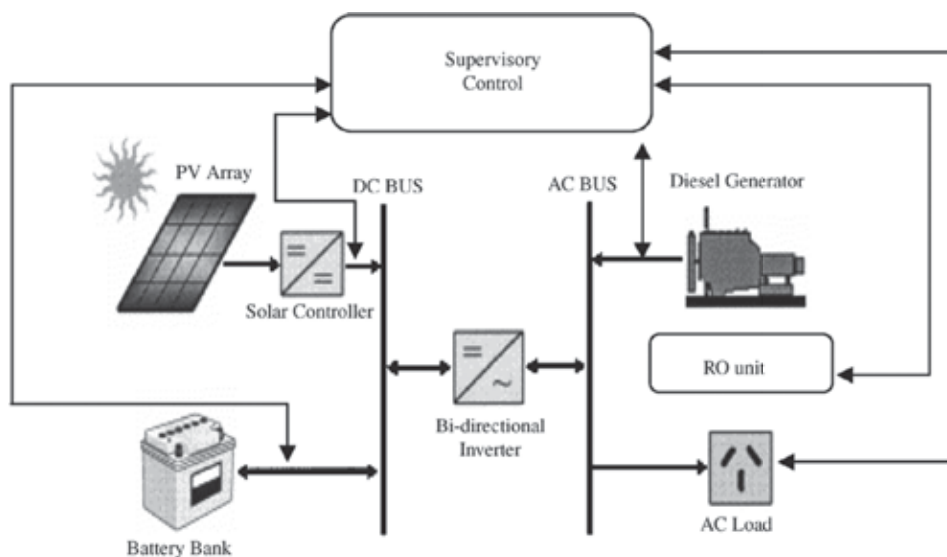 Supervisory
Control
PV Array
DC BUS
AC BUS
Diesel Generator
Solar Controller
RO unit
Bi-directional
Inverter
Battery Bank
AC Load